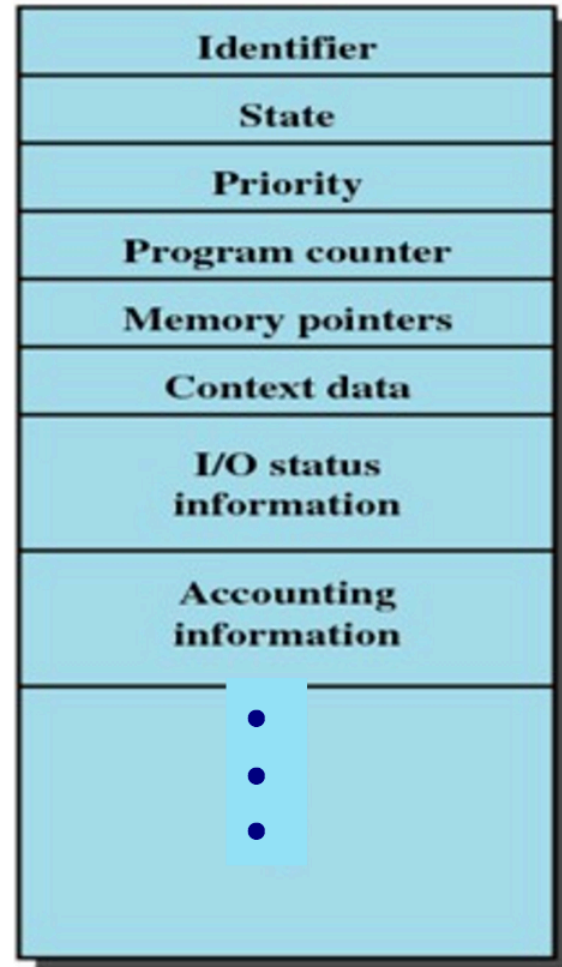 Identifier
State
Priority
Program counter
Memory pointers
Context data
I/O status
information
Accounting
information
•
•
•